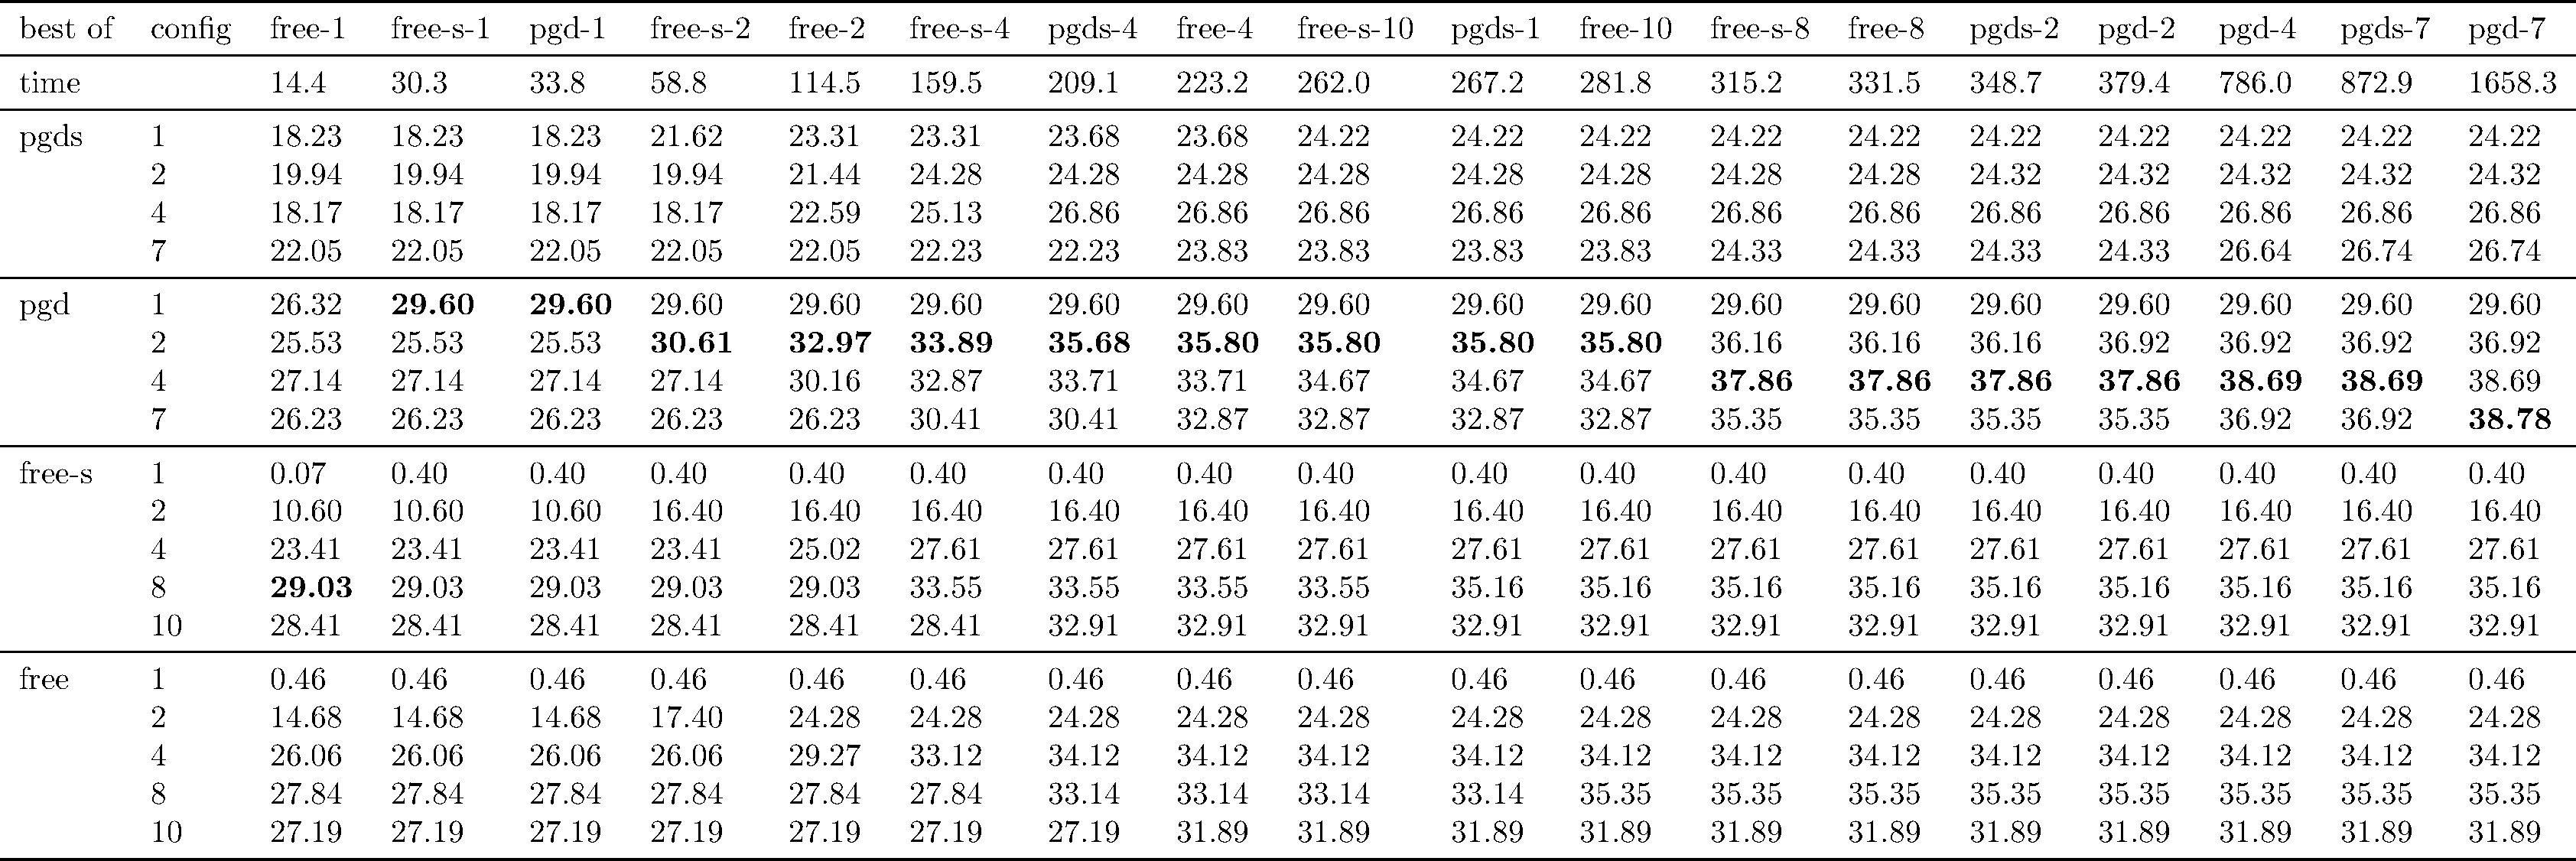 best of config free-1 free-s-1 pgd-1 free-s-2 free-2 free-s-4 pgds-4 free-4 free-s-10 pgds-1 free-10 free-s-8 free-8 pgds-2 pgd-2 pgd-4 pgds-7 pgd-7
time 14.4 30.3 33.8 58.8 114.5 159.5 209.1 223.2 262.0 267.2 281.8 315.2 331.5 348.7 379.4 786.0 872.9 1658.3
pgds 1 18.23 18.23 18.23 21.62 23.31 23.31 23.68 23.68 24.22 24.22 24.22 24.22 24.22 24.22 24.22 24.22 24.22 24.22
2 19.94 19.94 19.94 19.94 21.44 24.28 24.28 24.28 24.28 24.28 24.28 24.28 24.28 24.32 24.32 24.32 24.32 24.32
4 18.17 18.17 18.17 18.17 22.59 25.13 26.86 26.86 26.86 26.86 26.86 26.86 26.86 26.86 26.86 26.86 26.86 26.86
7 22.05 22.05 22.05 22.05 22.05 22.23 22.23 23.83 23.83 23.83 23.83 24.33 24.33 24.33 24.33 26.64 26.74 26.74
pgd 1 26.32 29.60 29.60 29.60 29.60 29.60 29.60 29.60 29.60 29.60 29.60 29.60 29.60 29.60 29.60 29.60 29.60 29.60
2 25.53 25.53 25.53 30.61 32.97 33.89 35.68 35.80 35.80 35.80 35.80 36.16 36.16 36.16 36.92 36.92 36.92 36.92
4 27.14 27.14 27.14 27.14 30.16 32.87 33.71 33.71 34.67 34.67 34.67 37.86 37.86 37.86 37.86 38.69 38.69 38.69
7 26.23 26.23 26.23 26.23 26.23 30.41 30.41 32.87 32.87 32.87 32.87 35.35 35.35 35.35 35.35 36.92 36.92 38.78
free-s 1 0.07 0.40 0.40 0.40 0.40 0.40 0.40 0.40 0.40 0.40 0.40 0.40 0.40 0.40 0.40 0.40 0.40 0.40
2 10.60 10.60 10.60 16.40 16.40 16.40 16.40 16.40 16.40 16.40 16.40 16.40 16.40 16.40 16.40 16.40 16.40 16.40
4 23.41 23.41 23.41 23.41 25.02 27.61 27.61 27.61 27.61 27.61 27.61 27.61 27.61 27.61 27.61 27.61 27.61 27.61
8 29.03 29.03 29.03 29.03 29.03 33.55 33.55 33.55 33.55 35.16 35.16 35.16 35.16 35.16 35.16 35.16 35.16 35.16
10 28.41 28.41 28.41 28.41 28.41 28.41 32.91 32.91 32.91 32.91 32.91 32.91 32.91 32.91 32.91 32.91 32.91 32.91
free 1 0.46 0.46 0.46 0.46 0.46 0.46 0.46 0.46 0.46 0.46 0.46 0.46 0.46 0.46 0.46 0.46 0.46 0.46
2 14.68 14.68 14.68 17.40 24.28 24.28 24.28 24.28 24.28 24.28 24.28 24.28 24.28 24.28 24.28 24.28 24.28 24.28
4 26.06 26.06 26.06 26.06 29.27 33.12 34.12 34.12 34.12 34.12 34.12 34.12 34.12 34.12 34.12 34.12 34.12 34.12
8 27.84 27.84 27.84 27.84 27.84 27.84 33.14 33.14 33.14 33.14 35.35 35.35 35.35 35.35 35.35 35.35 35.35 35.35
10 27.19 27.19 27.19 27.19 27.19 27.19 27.19 31.89 31.89 31.89 31.89 31.89 31.89 31.89 31.89 31.89 31.89 31.89